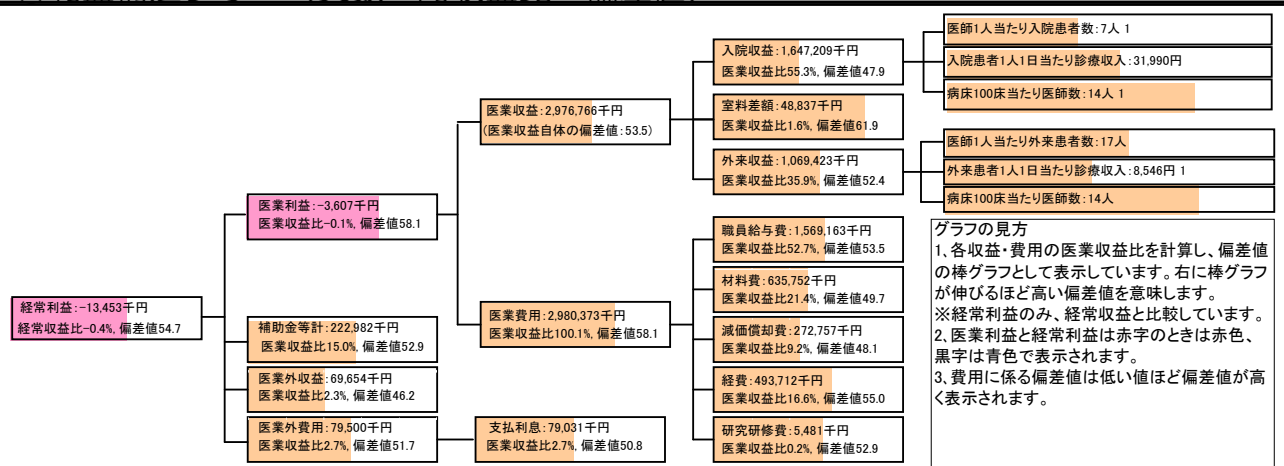 経常利益:-13,453千円
経常収益比-0.4%, 偏差値54.7
医業利益:-3,607千円
医業収益比-0.1%, 偏差値58.1
補助金等計:222,982千円
医業収益比15.0%, 偏差値52.9
医業外収益:69,654千円
医業収益比2.3%, 偏差値46.2
医業外費用:79,500千円
医業収益比2.7%, 偏差値51.7
医業収益:2,976,766千円
(医業収益自体の偏差値:53.5)
医業費用:2,980,373千円
医業収益比100.1%, 偏差値58.1
支払利息:79,031千円
医業収益比2.7%, 偏差値50.8
入院収益:1,647,209千円
医業収益比55.3%, 偏差値47.9
室料差額:48,837千円
医業収益比1.6%, 偏差値61.9
外来収益:1,069,423千円
医業収益比35.9%, 偏差値52.4
職員給与費:1,569,163千円
医業収益比52.7%, 偏差値53.5
材料費:635,752千円
医業収益比21.4%, 偏差値49.7
減価償却費:272,757千円
医業収益比9.2%, 偏差値48.1
経費:493,712千円
医業収益比16.6%, 偏差値55.0
研究研修費:5,481千円
医業収益比0.2%, 偏差値52.9
医師1人当たり入院患者数:7人 1
入院患者1人1日当たり診療収入:31,990円
病床100床当たり医師数:14人 1
医師1人当たり外来患者数:17人
外来患者1人1日当たり診療収入:8,546円 1
病床100床当たり医師数:14人
グラフの見方
1、各収益・費用の医業収益比を計算し、偏差値
の棒グラフとして表示しています。右に棒グラフ
が伸びるほど高い偏差値を意味します。
※経常利益のみ、経常収益と比較しています。
2、医業利益と経常利益は赤字のときは赤色、
黒字は青色で表示されます。
3、費用に係る偏差値は低い値ほど偏差値が高
く表示されます。